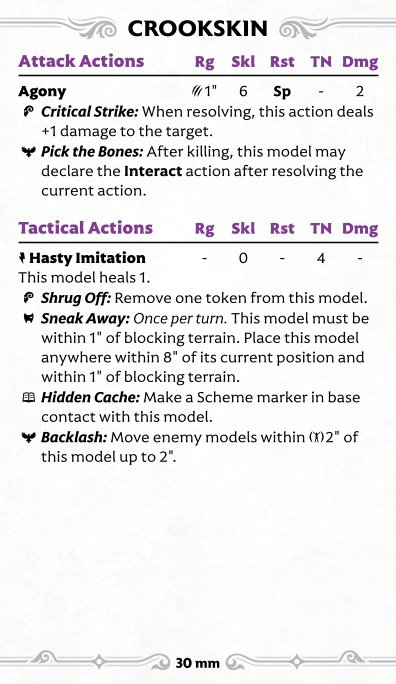 CROOKSKIN
Attack Actions Rg Skl Rst TN Dmg
Agony 1" 6 Sp - 2
Critical Strike: When resolving, this action deals
+1 damage to the target.
Pick the Bones: After killing, this model may
declare the Interact action after resolving the
current action.
Tactical Actions Rg Skl Rst TN Dmg
Hasty Imitation - 0 - 4 -
This model heals 1.
Shrug Off: Remove one token from this model.
Sneak Away: Once per turn. This model must be
within 1" of blocking terrain. Place this model
anywhere within 8" of its current position and
within 1" of blocking terrain.
Hidden Cache: Make a Scheme marker in base
contact with this model.
Backlash: Move enemy models within 2" of
this model up to 2".
30 mm